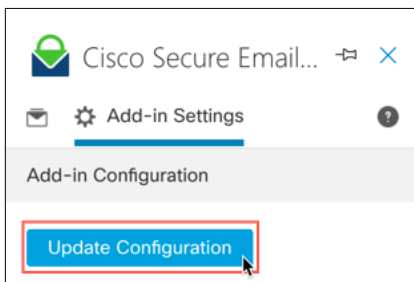 Cisco Secure Email...
Add-in Settings
?
Add-in Configuration
Update Configuration